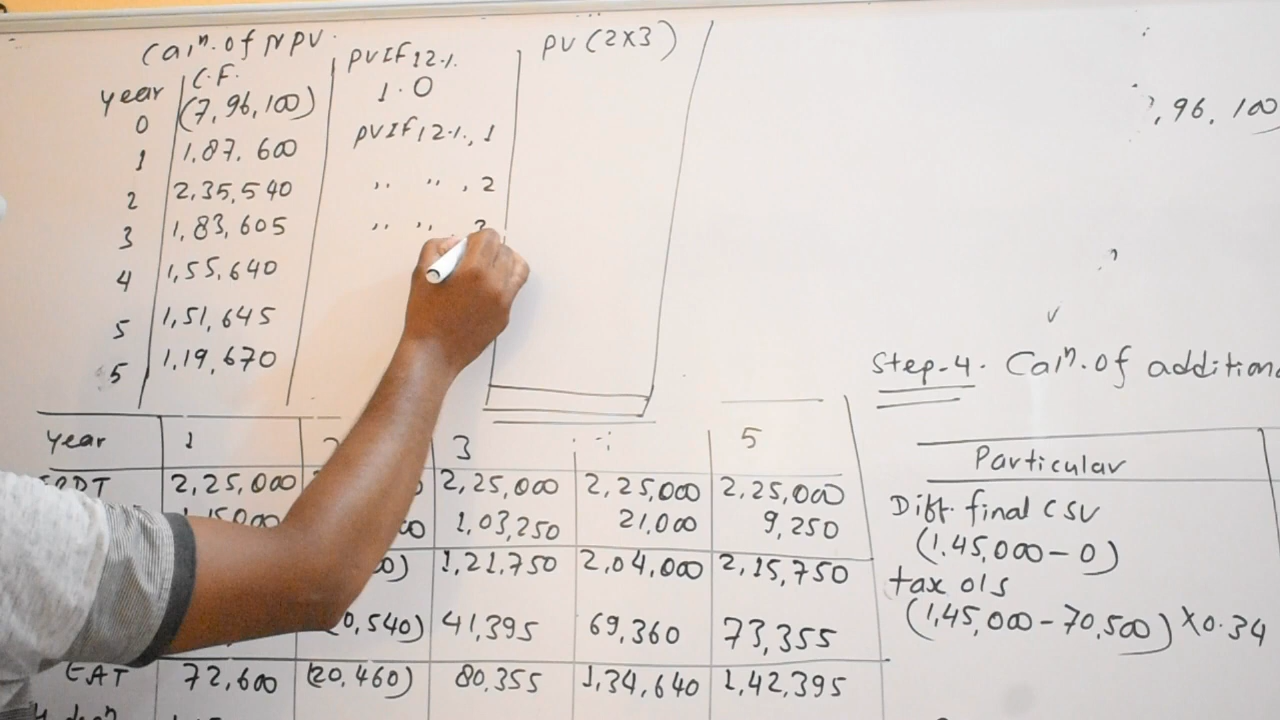 Calⁿ. of NPV.
year | C.F. | PVIF12%. | PV (2X3)
0 | (7,96,100) | 1.0
1 | 1,87,600 | PVIF12%., 1
2 | 2,35,540 | ,, ,, , 2
3 | 1,83,605 | ,, ,,
4 | 1,55,640
5 | 1,51,645
5 | 1,19,670
year | 1 | 3 | 5
2,25,000 | 2,25,000 | 2,25,000 | 2,25,000
1,03,250 | 21,000 | 9,250
1,21,750 | 2,04,000 | 2,15,750
0,540) | 41,395 | 69,360 | 73,355
EAT | 72,600 | (20,460) | 80,355 | 1,34,640 | 1,42,395
,96,100
Step-4. Calⁿ. of additiona
Particular
Diff. final CSV
(1,45,000-0)
tax o/s
(1,45,000-70,500)X0.34